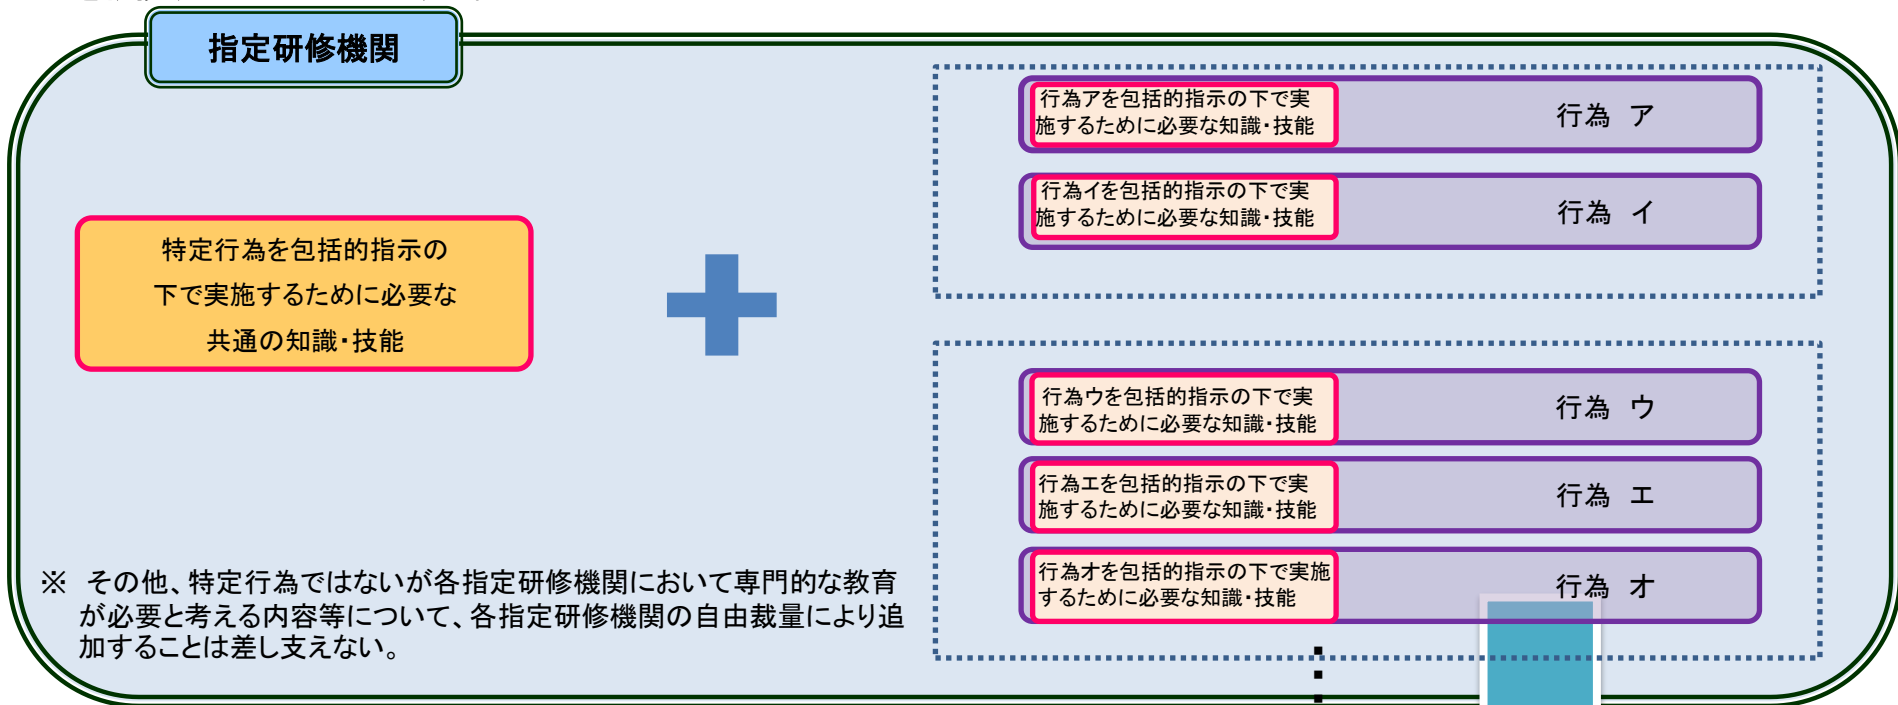 指定研修機関
行為アを包括的指示の下で実
施するために必要な知識・技能
行為 ア
行為イを包括的指示の下で実
施するために必要な知識・技能
行為 イ
特定行為を包括的指示の
下で実施するために必要な
共通の知識・技能
行為ウを包括的指示の下で実
施するために必要な知識・技能
行為 ウ
行為エを包括的指示の下で実
施するために必要な知識・技能
行為 エ
行為オを包括的指示の下で実施
するために必要な知識・技能
行為 オ
※ その他、特定行為ではないが各指定研修機関において専門的な教育
が必要と考える内容等について、各指定研修機関の自由裁量により追
加することは差し支えない。